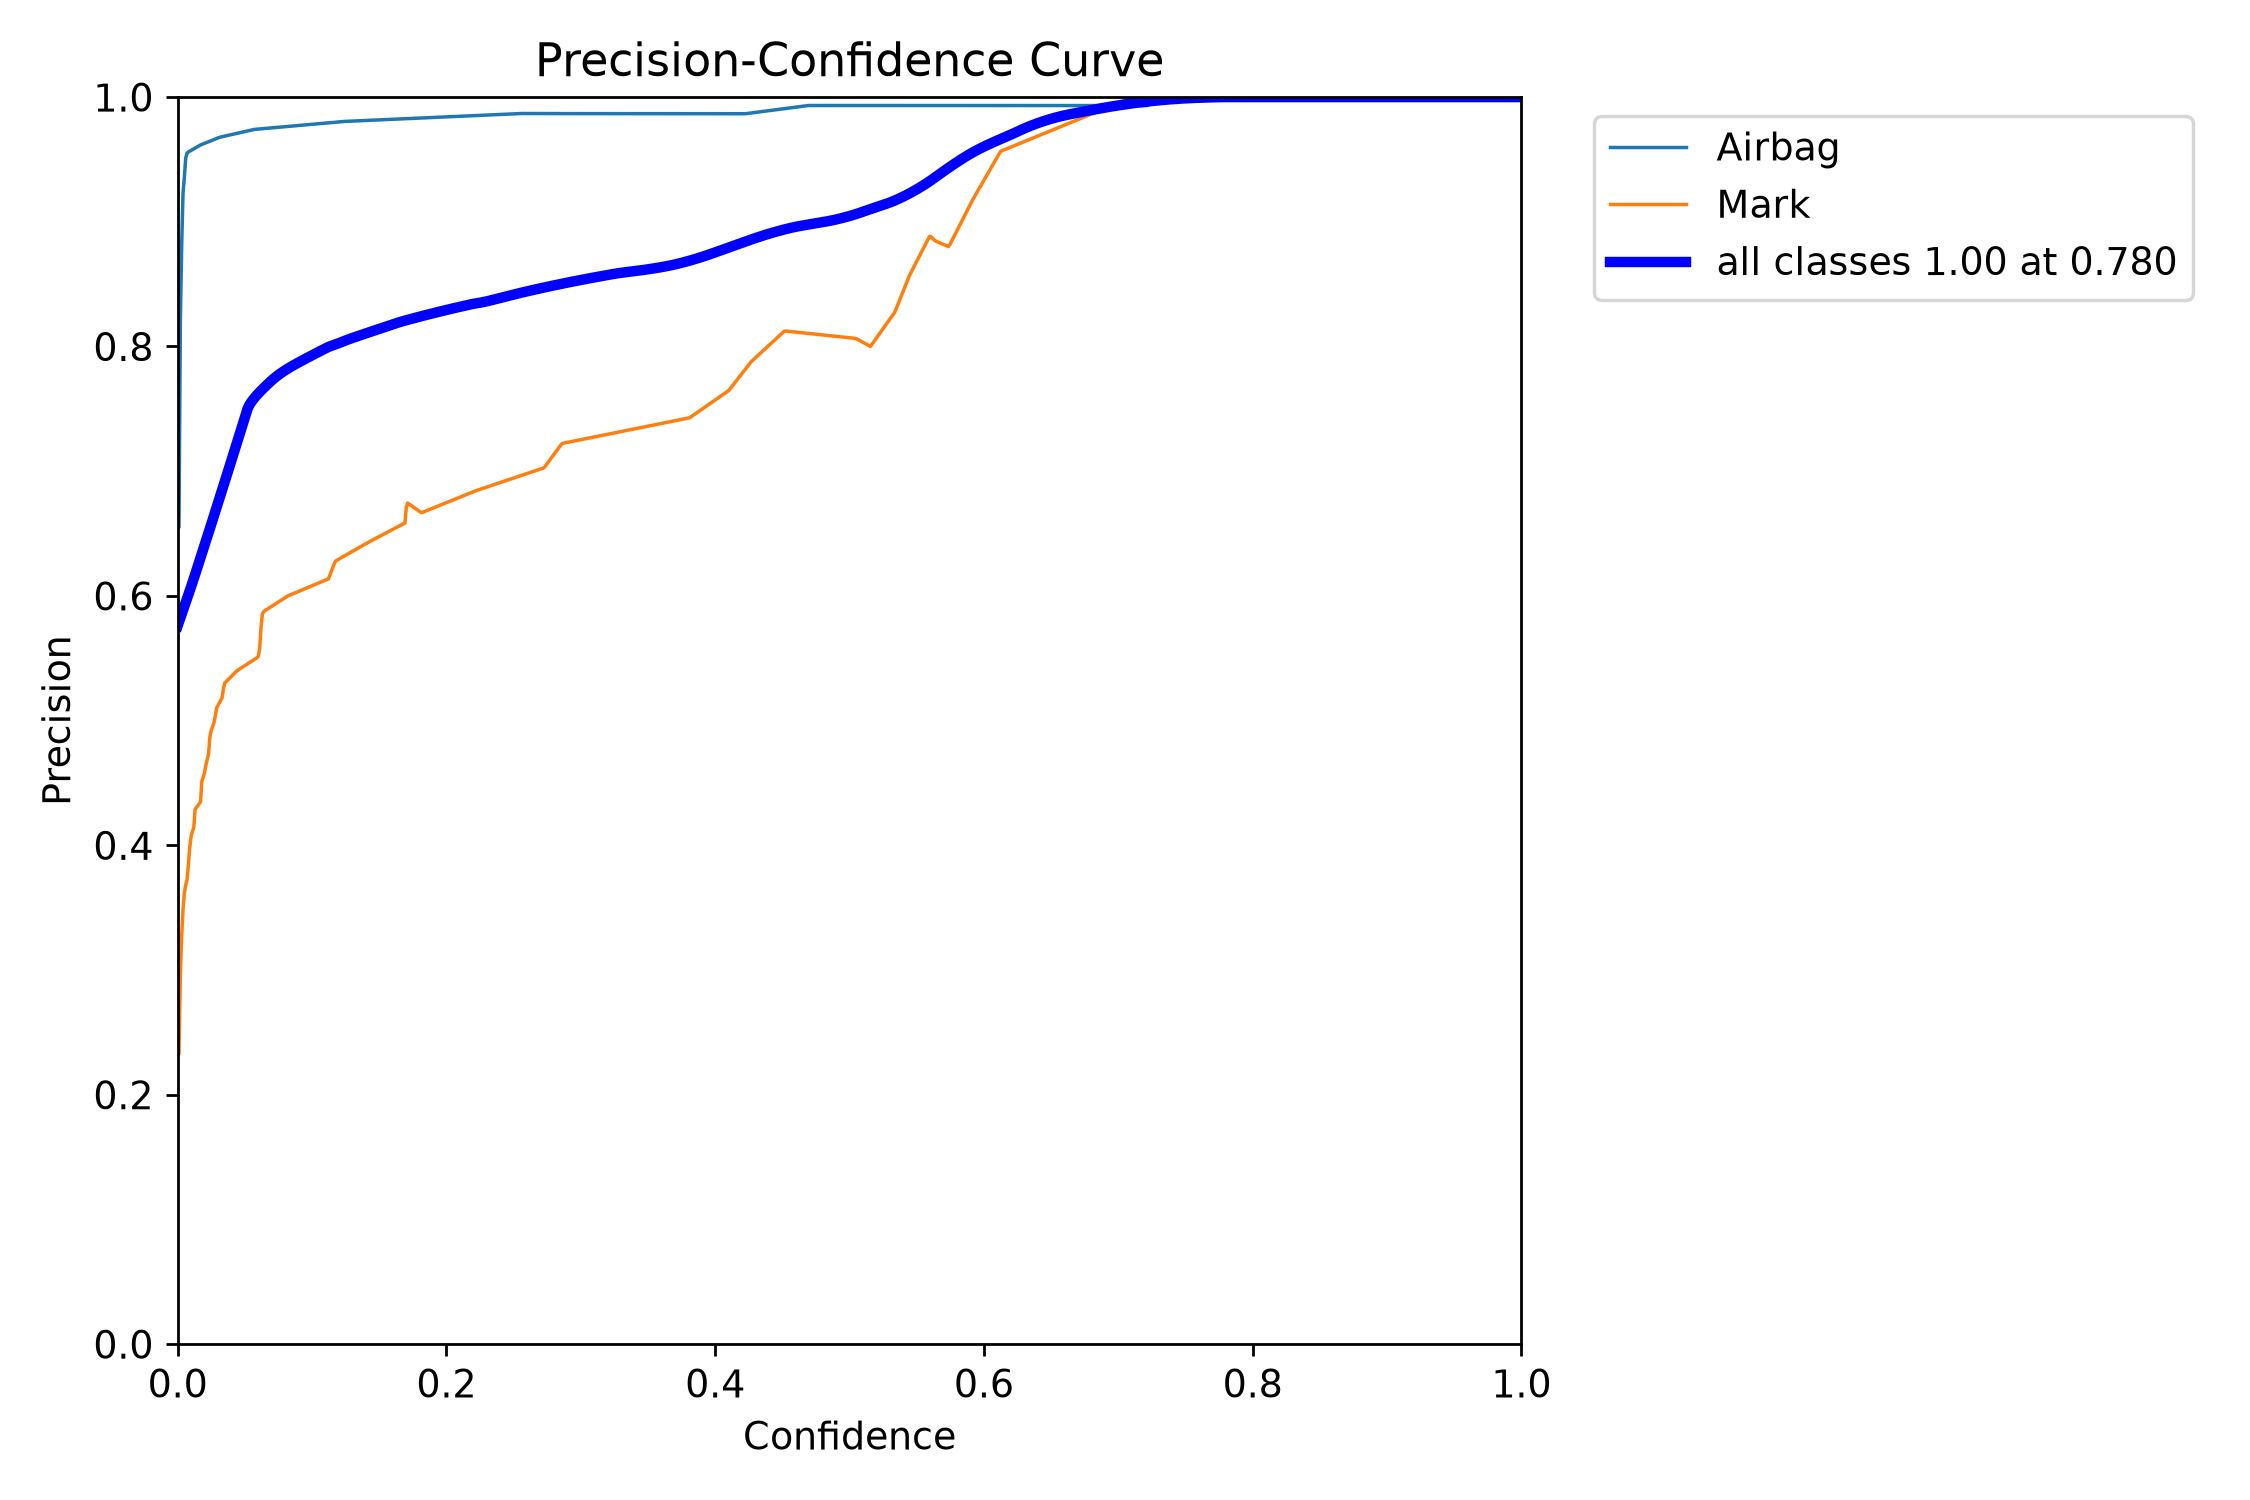 Precision-Confidence Curve
1.0
0.8
0.6
0.4
0.2
0.0
Precision
0.0 0.2 0.4 0.6 0.8 1.0
Confidence
Airbag
Mark
all classes 1.00 at 0.780